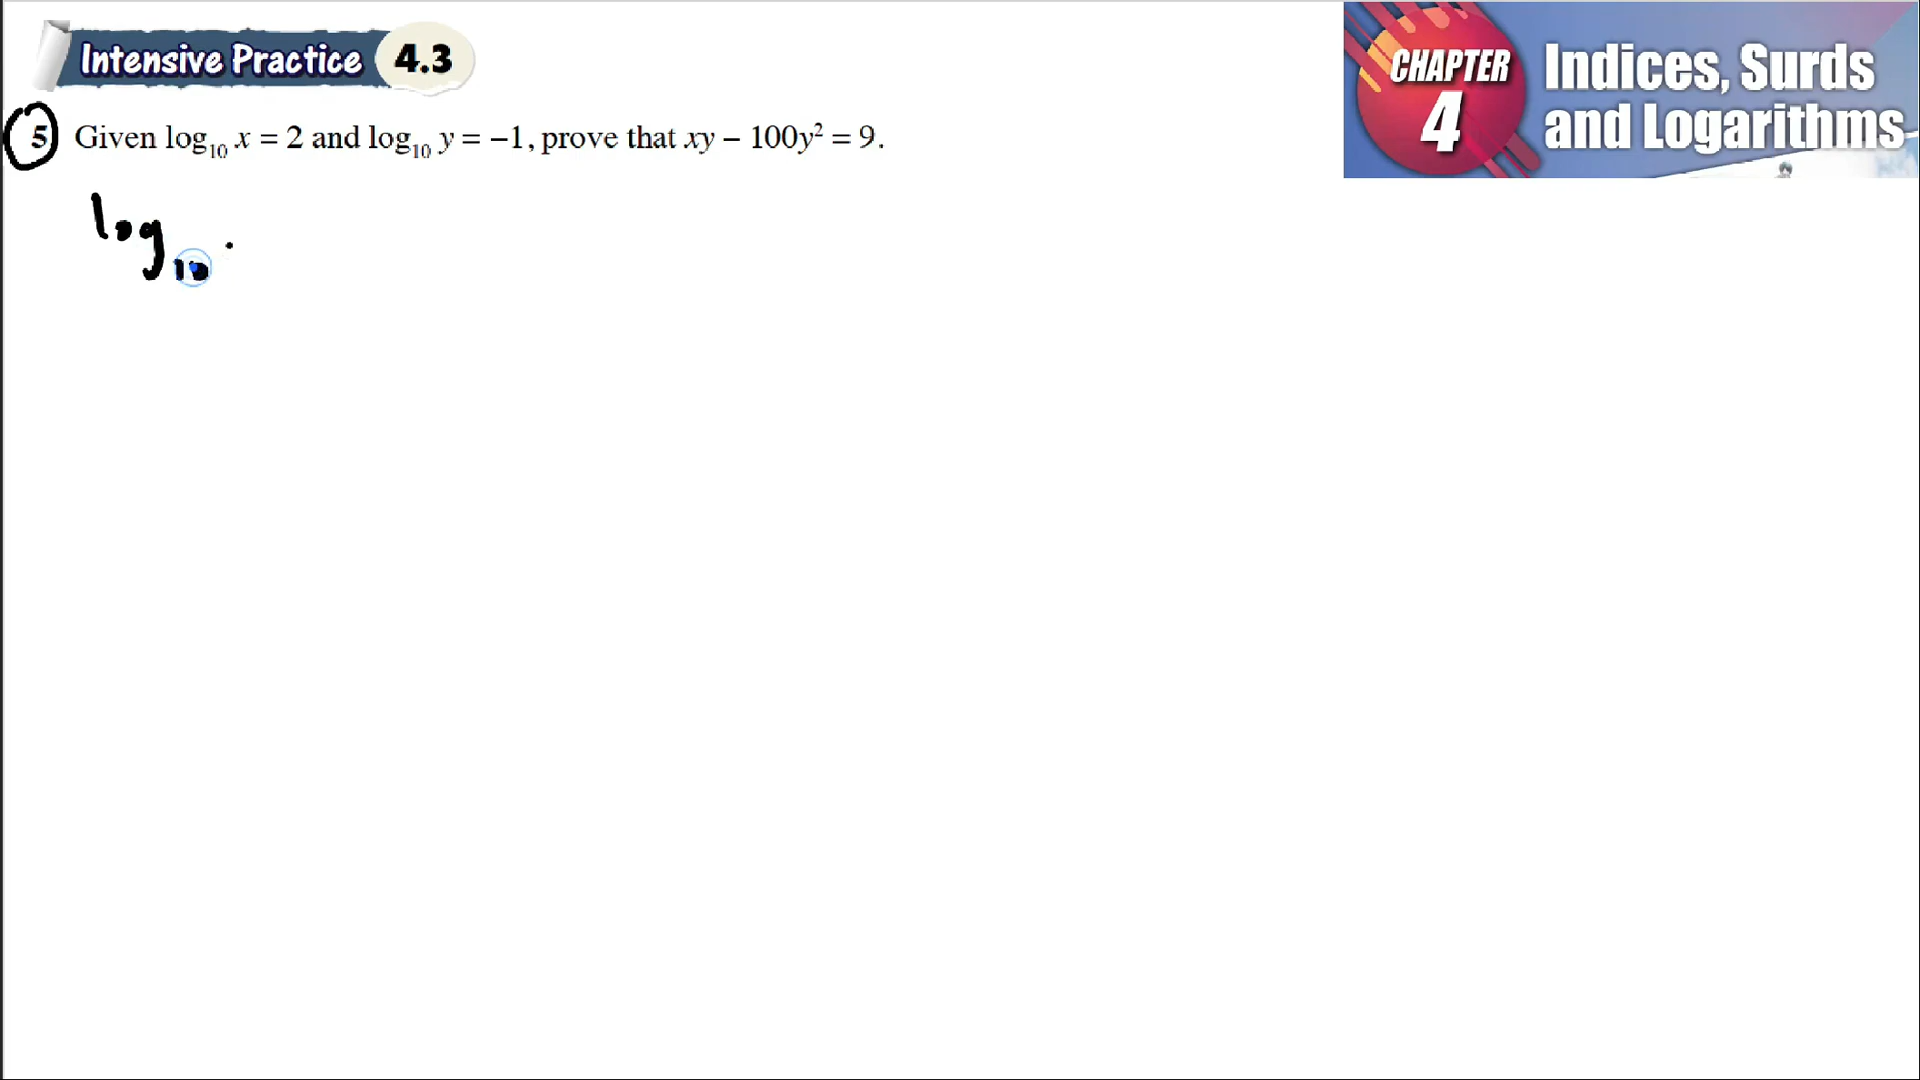 Intensive Practice 4.3
CHAPTER 4
Indices, Surds
and Logarithms
5 Given log₁₀ x = 2 and log₁₀ y = −1, prove that xy − 100y² = 9.
log₁₀